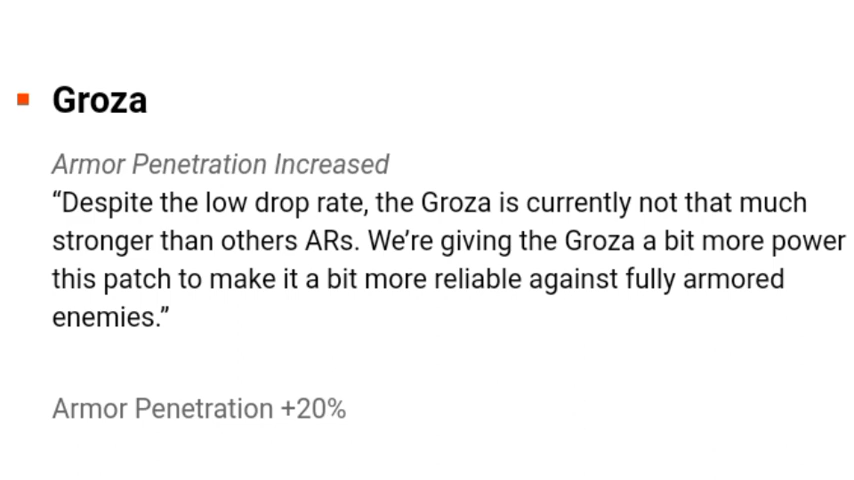 Groza
Armor Penetration Increased
“Despite the low drop rate, the Groza is currently not that much
stronger than others ARs. We’re giving the Groza a bit more power
this patch to make it a bit more reliable against fully armored
enemies.”
Armor Penetration +20%